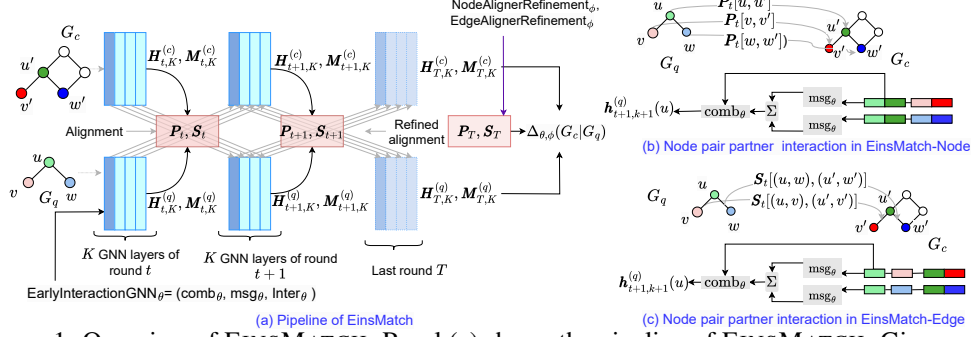 NodeAlignerRefinement_ϕ,
EdgeAlignerRefinement_ϕ
G_c
u′
v′
w′
H^{(c)}_{t,K}, M^{(c)}_{t,K}
H^{(c)}_{t+1,K}, M^{(c)}_{t+1,K}
H^{(c)}_{T,K}, M^{(c)}_{T,K}
Alignment
P_t, S_t
P_{t+1}, S_{t+1}
Refined
alignment
P_T, S_T
Δ_{θ,ϕ}(G_c|G_q)
u
v
w
G_q
H^{(q)}_{t,K}, M^{(q)}_{t,K}
H^{(q)}_{t+1,K}, M^{(q)}_{t+1,K}
H^{(q)}_{T,K}, M^{(q)}_{T,K}
K GNN layers of
round t
K GNN layers of round
t + 1
Last round T
EarlyInteractionGNN_θ= (comb_θ, msg_θ, Inter_θ )
(a) Pipeline of EinsMatch
P_t[u, u′]
P_t[v, v′]
P_t[w, w′])
u
v
w
G_q
u′
v′
w′
G_c
h^{(q)}_{t+1,k+1}(u)
comb_θ
Σ
msg_θ
msg_θ
(b) Node pair partner interaction in EinsMatch-Node
S_t[(u, w), (u′, w′)]
S_t[(u, v), (u′, v′)]
u
v
w
G_q
u′
v′
w′
G_c
h^{(q)}_{t+1,k+1}(u)
comb_θ
Σ
msg_θ
msg_θ
(c) Node pair partner interaction in EinsMatch-Edge